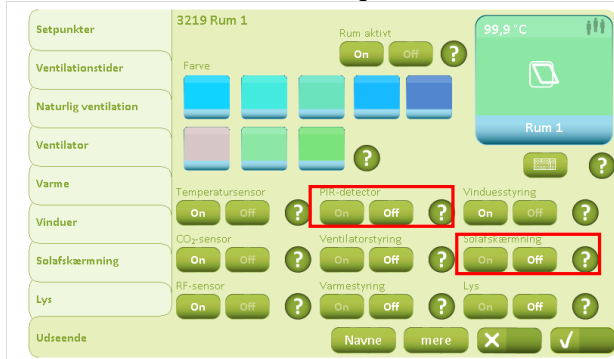 Setpunkter
Ventilationstider
Naturlig ventilation
Ventilator
Varme
Vinduer
Solafskærmning
Lys
Udseende
3219 Rum 1
Rum aktivt
On Off ?
Farve
?
99,9 °C
Rum 1
?
Temperatursensor PIR-detector Vinduesstyring
On Off ? On Off ? On Off ?
CO₂-sensor Ventilatorstyring Solafskærmning
On Off ? On Off ? On Off ?
RF-sensor Varmestyring Lys
On Off ? On Off ? On Off ?
Navne mere